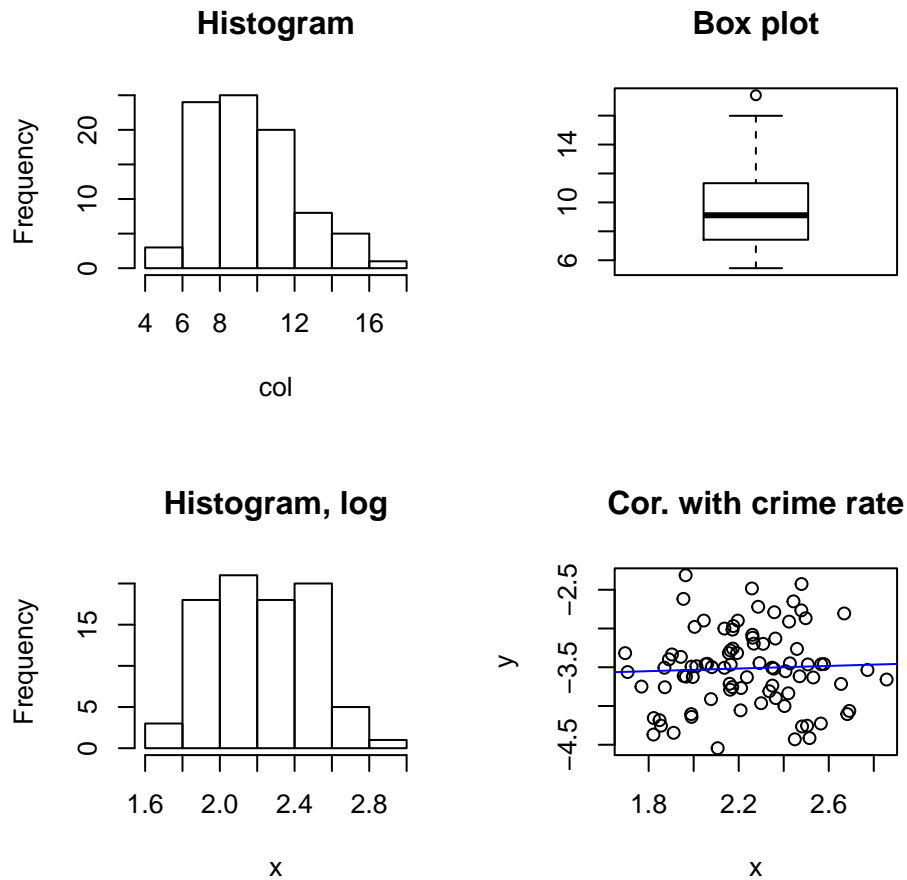 Histogram
Frequency
0
10
20
4 6 8 12 16
col
Box plot
6
10
14
Histogram, log
Frequency
5
15
1.6 2.0 2.4 2.8
x
Cor. with crime rate
y
−4.5
−3.5
−2.5
1.8 2.2 2.6
x